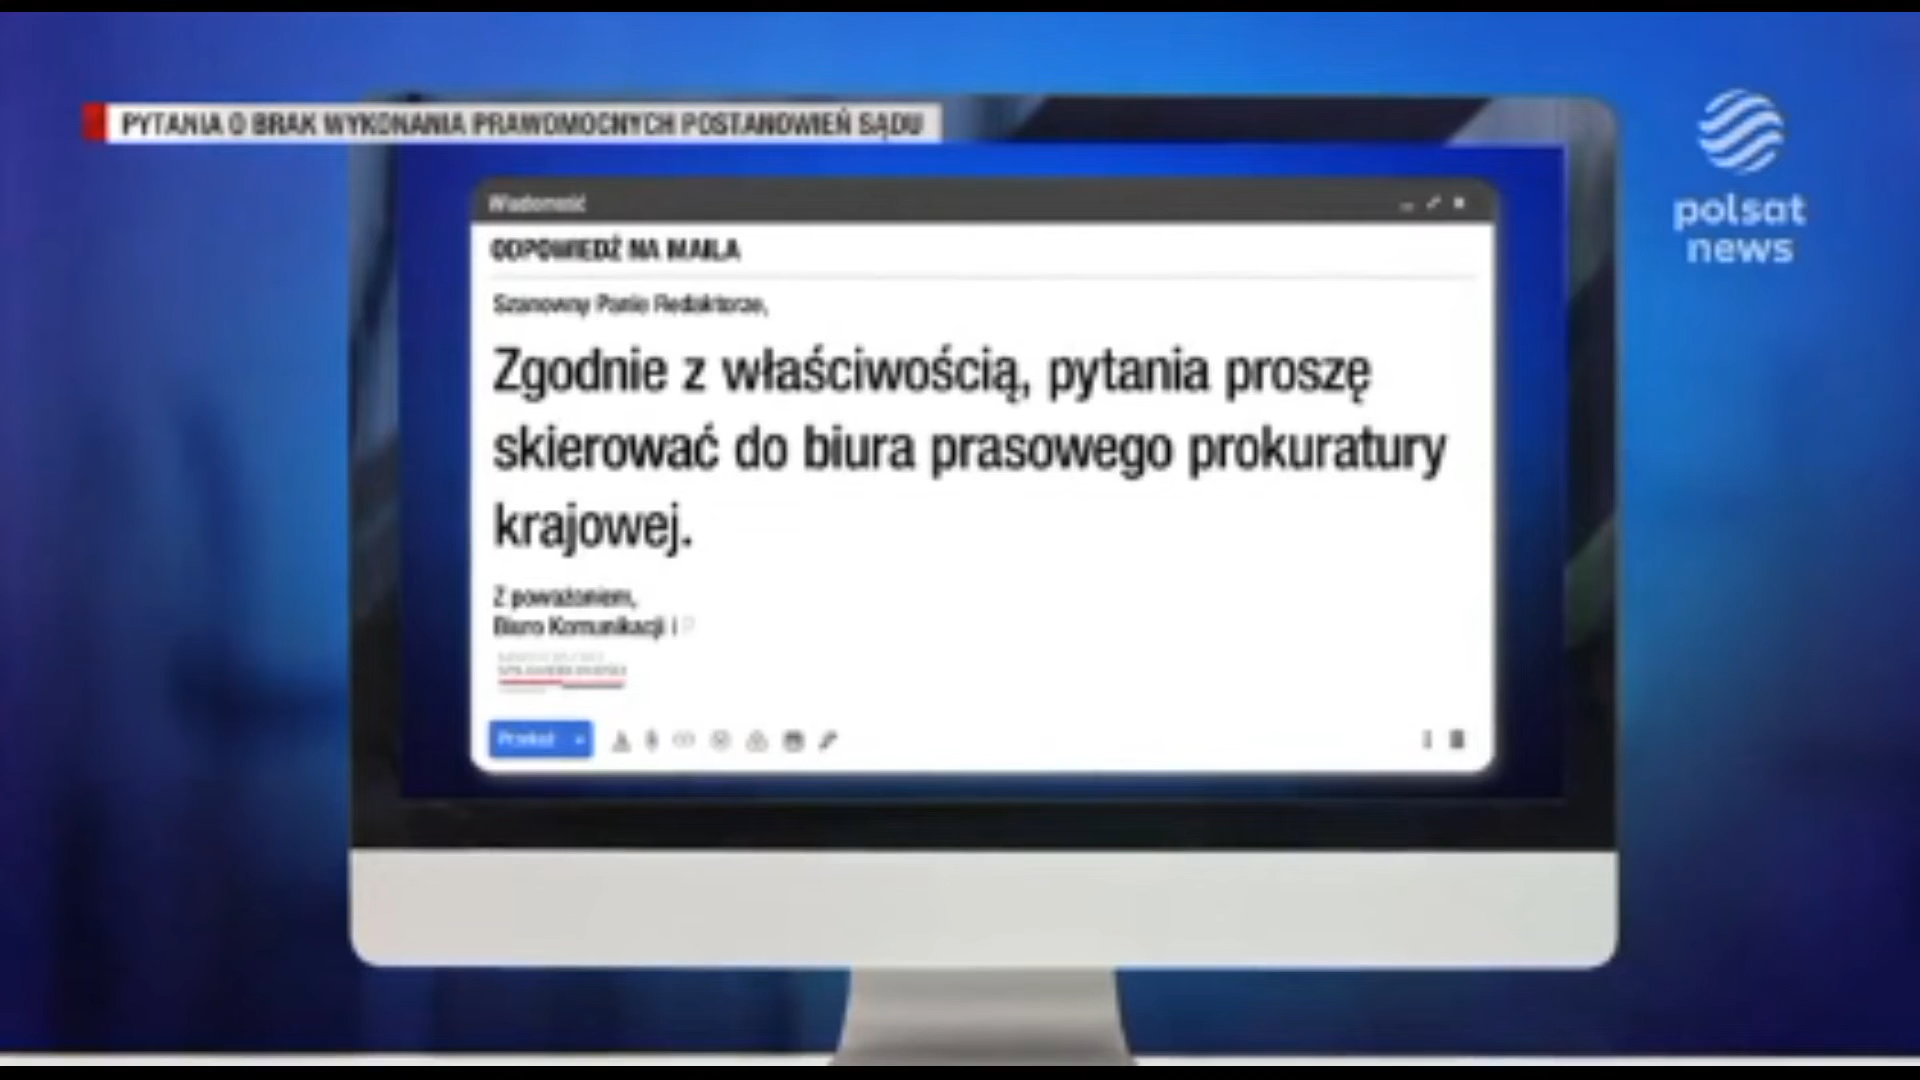 PYTANIA O BRAK WYKONANIA PRAWOMOCNYCH POSTANOWIEŃ SĄDU
polsat
news
Wiadomość
ODPOWIEDŹ NA MAILA
Szanowny Panie Redaktorze,
Zgodnie z właściwością, pytania proszę
skierować do biura prasowego prokuratury
krajowej.
Z poważaniem,
Biuro Komunikacji i P